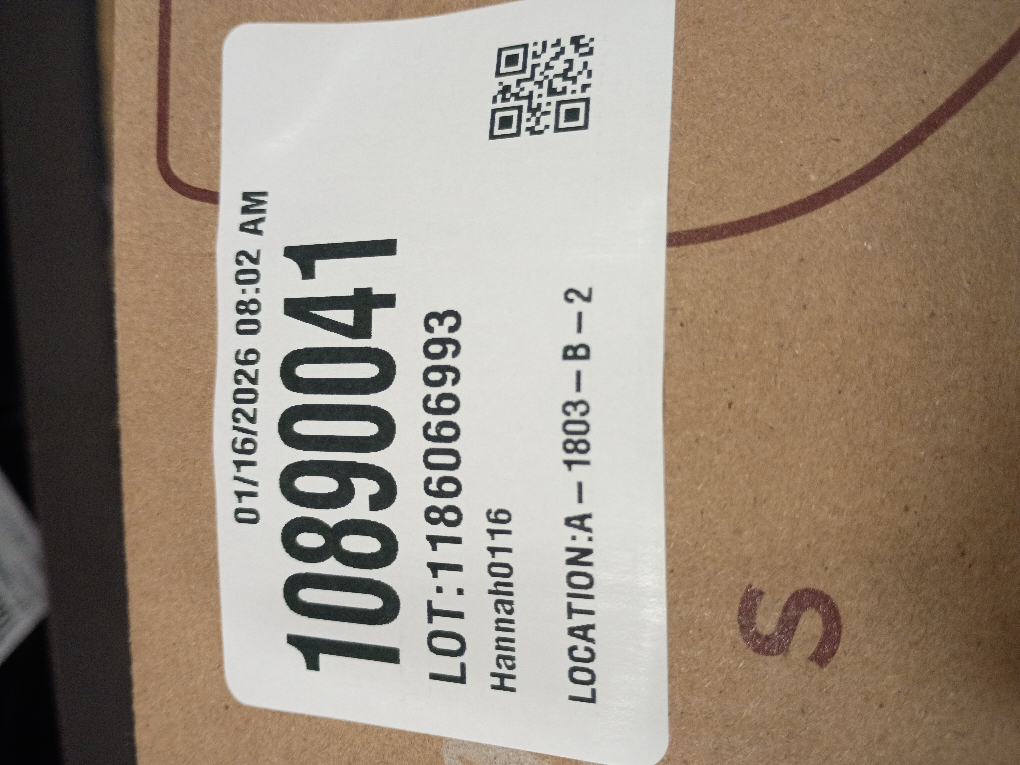 01/16/2026 08:02 AM
10890041
LOT:1186066993
Hannah0116
LOCATION:A – 1803 – B – 2
S